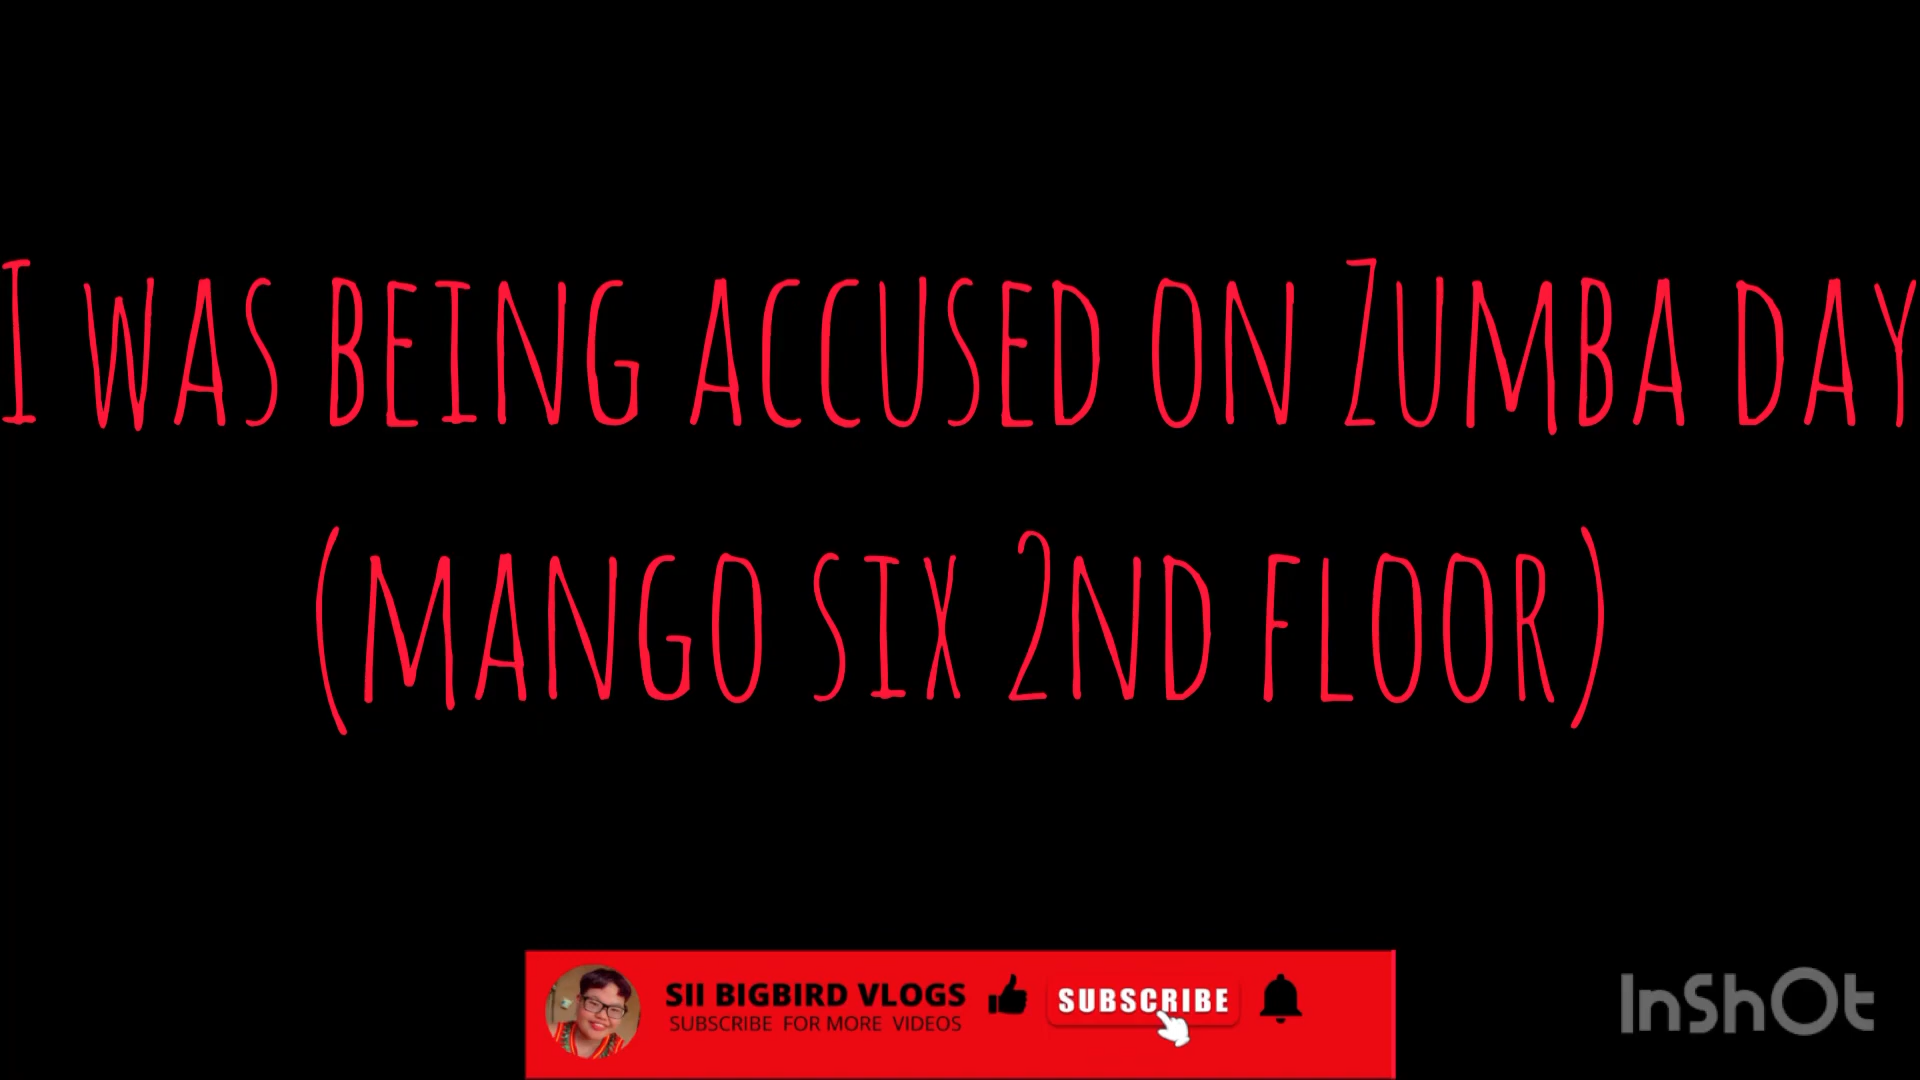 I was being accused on Zumba day
(mango six 2nd floor)
SII BIGBIRD VLOGS
SUBSCRIBE FOR MORE VIDEOS
SUBSCRIBE
InShOt